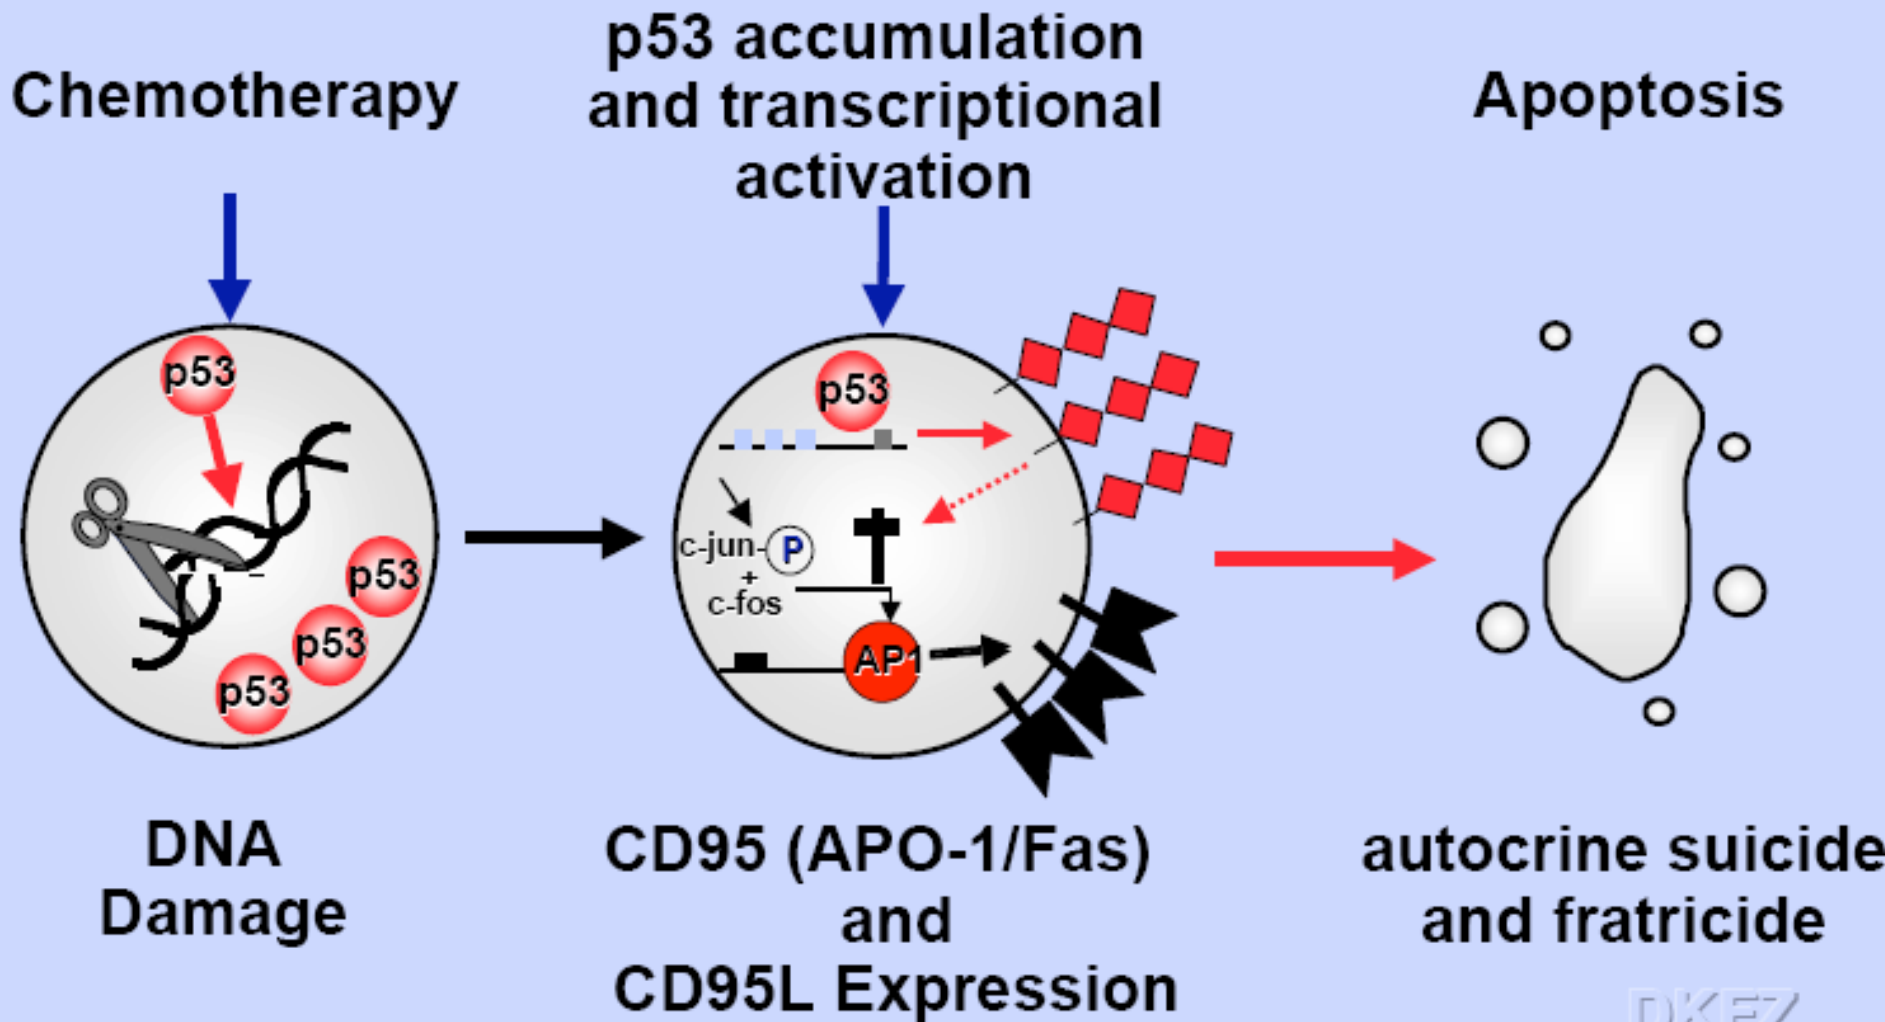 Chemotherapy
p53 accumulation
and transcriptional
activation
Apoptosis
p53
p53
p53
p53
p53
c-jun-P
+
c-fos
AP1
DNA
Damage
CD95 (APO-1/Fas)
and
CD95L Expression
autocrine suicide
and fratricide
DKFZ